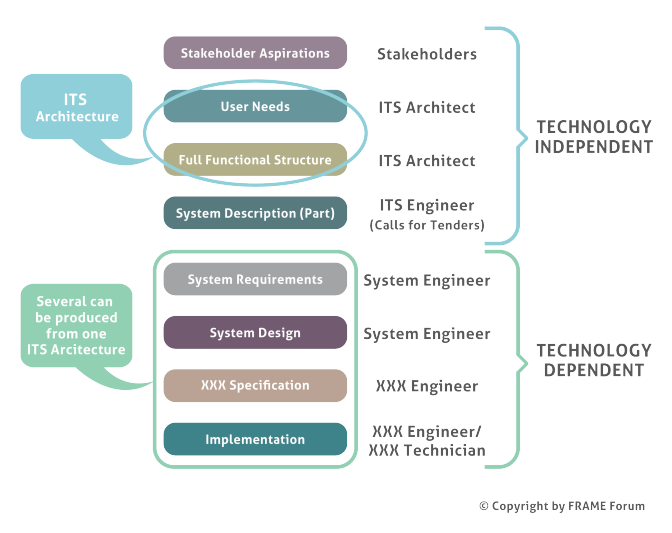 Stakeholder Aspirations
Stakeholders
ITS
Architecture
User Needs
ITS Architect
TECHNOLOGY
INDEPENDENT
Full Functional Structure
ITS Architect
System Description (Part)
ITS Engineer
(Calls for Tenders)
System Requirements
System Engineer
Several can
be produced
from one
ITS Arcitecture
System Design
System Engineer
TECHNOLOGY
DEPENDENT
XXX Specification
XXX Engineer
Implementation
XXX Engineer/
XXX Technician
© Copyright by FRAME Forum